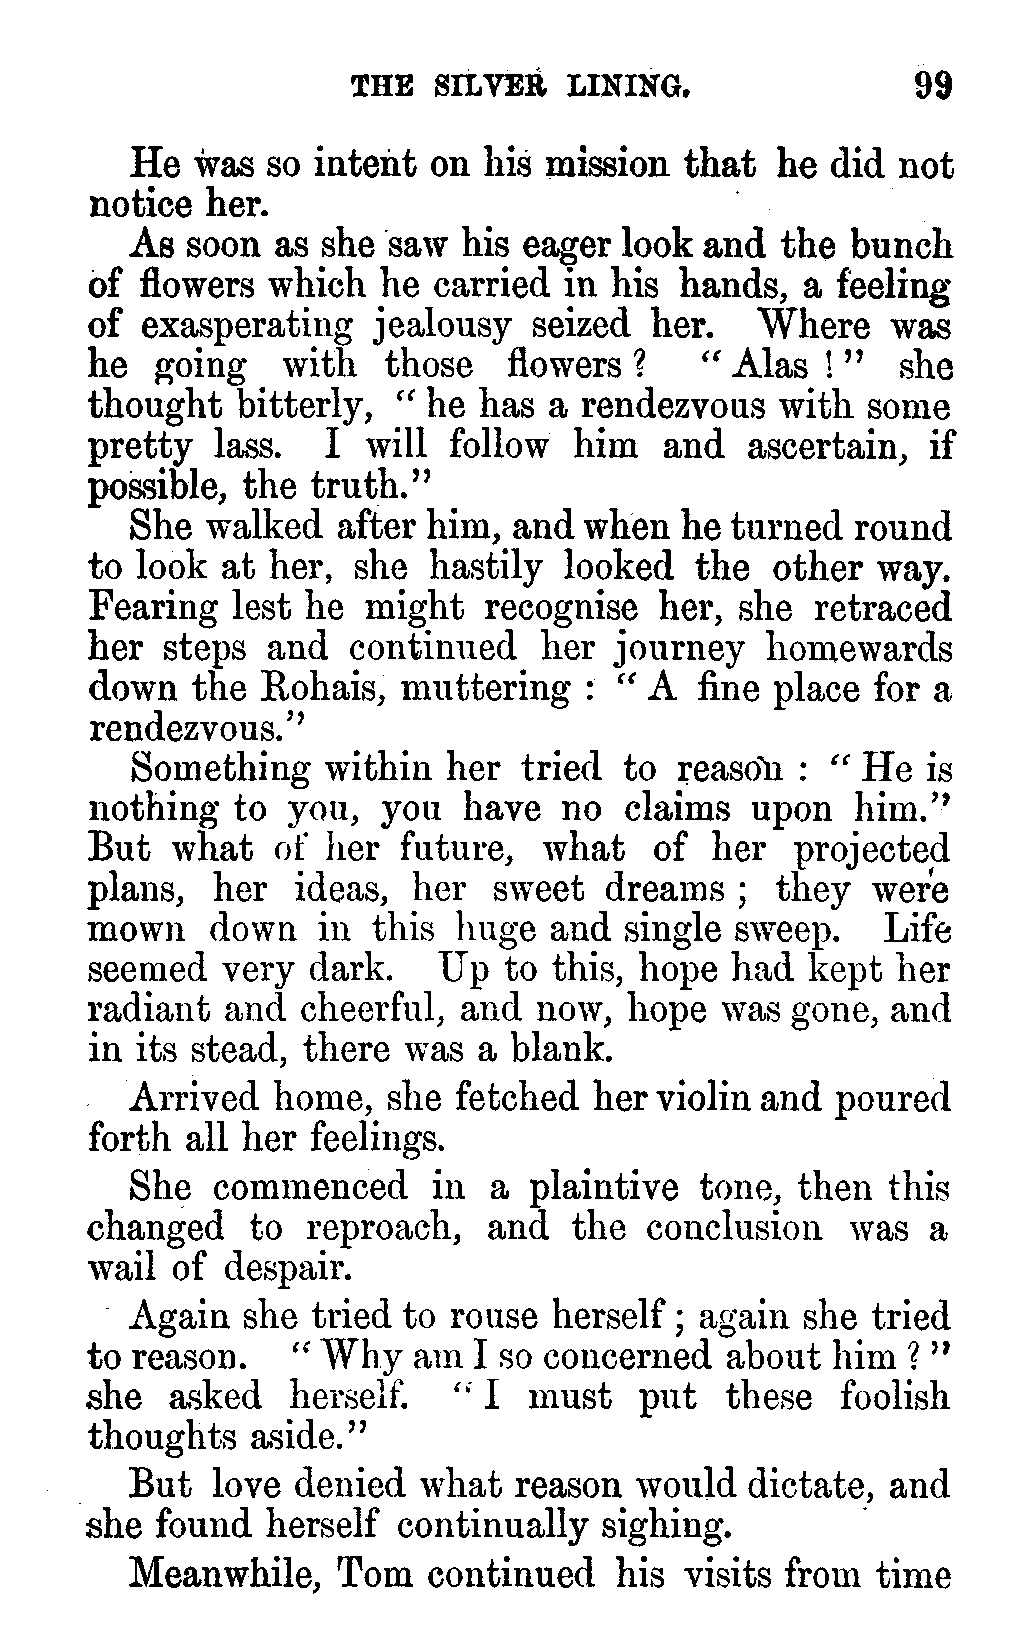 THE SILVER LINING. 99
He was so intent on his mission that he did not
notice her.
As soon as she saw his eager look and the bunch
of flowers which he carried in his hands, a feeling
of exasperating jealousy seized her. Where was
he going with those flowers ? “ Alas ! ” she
thought bitterly, “ he has a rendezvous with some
pretty lass. I will follow him and ascertain, if
possible, the truth.”
She walked after him, and when he turned round
to look at her, she hastily looked the other way.
Fearing lest he might recognise her, she retraced
her steps and continued her journey homewards
down the Rohais, muttering : “ A fine place for a
rendezvous.”
Something within her tried to reason : “ He is
nothing to you, you have no claims upon him.”
But what of her future, what of her projected
plans, her ideas, her sweet dreams ; they were
mown down in this huge and single sweep. Life
seemed very dark. Up to this, hope had kept her
radiant and cheerful, and now, hope was gone, and
in its stead, there was a blank.
Arrived home, she fetched her violin and poured
forth all her feelings.
She commenced in a plaintive tone, then this
changed to reproach, and the conclusion was a
wail of despair.
Again she tried to rouse herself ; again she tried
to reason. “ Why am I so concerned about him ? ”
she asked herself. “ I must put these foolish
thoughts aside.”
But love denied what reason would dictate, and
she found herself continually sighing.
Meanwhile, Tom continued his visits from time